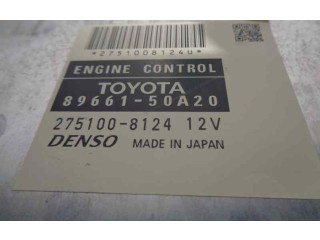 *2751008124U*
ENGINE CONTROL
TOYOTA
89661-50A20
275100-8124 12V
DENSO MADE IN JAPAN